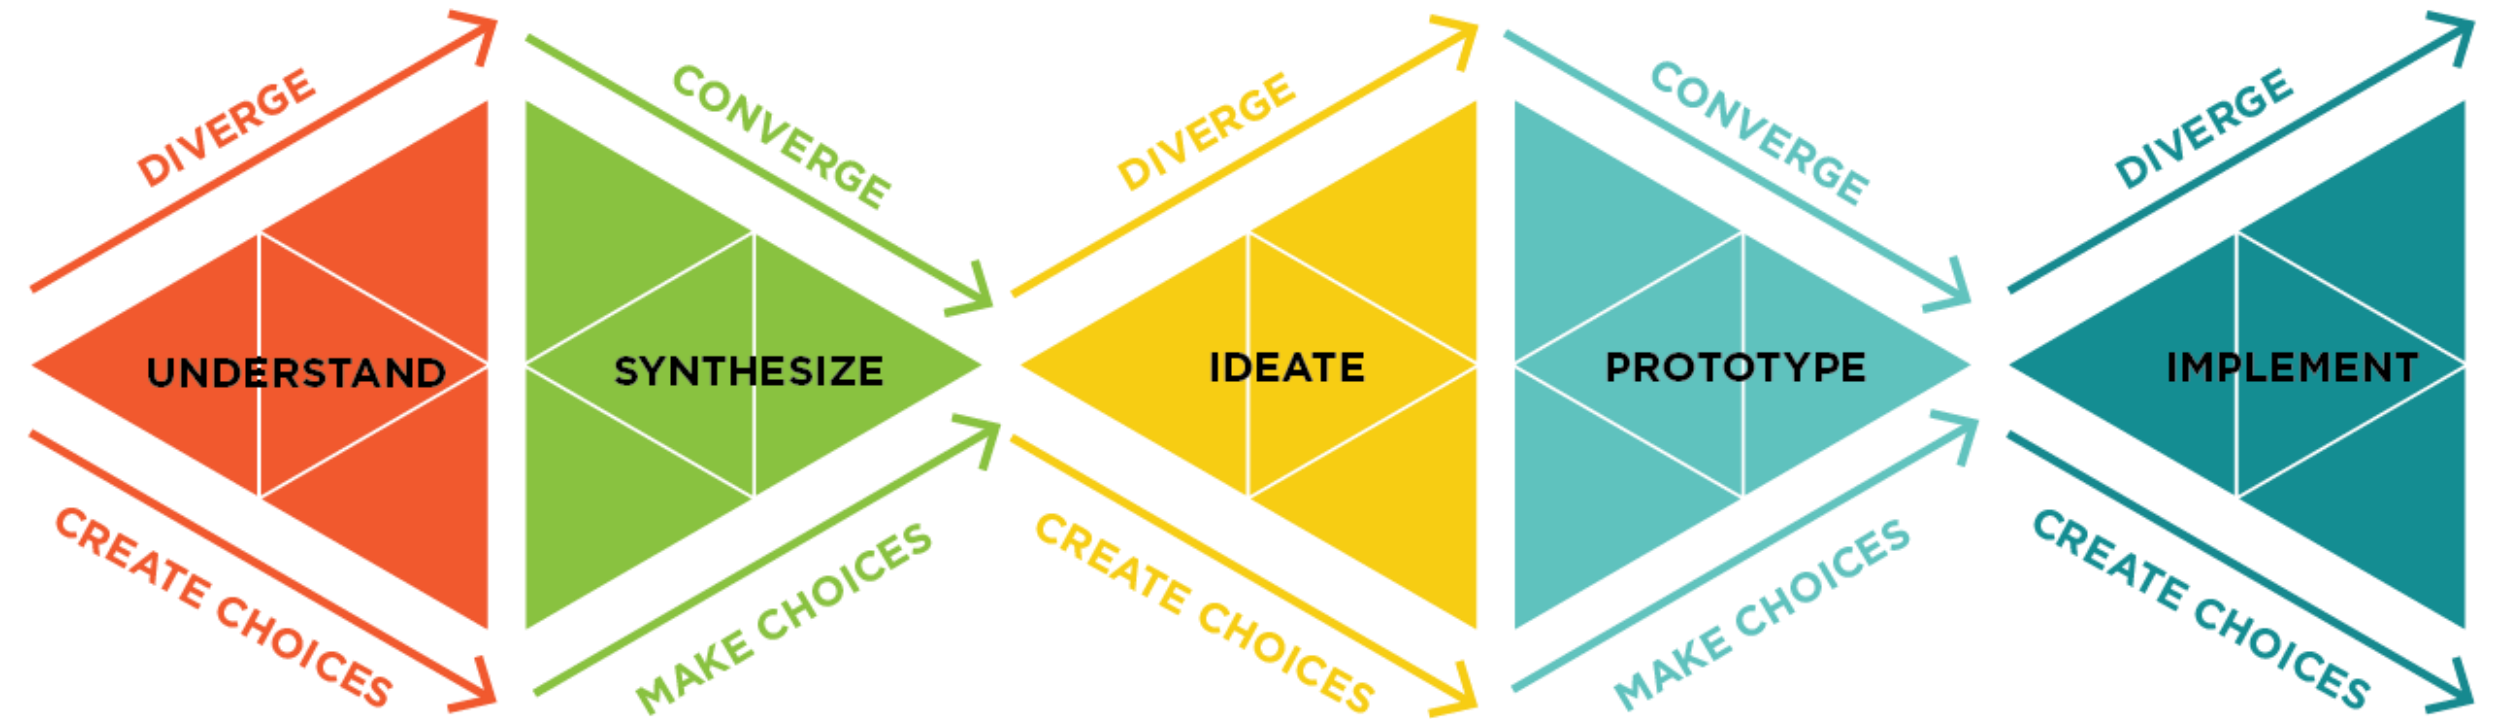 DIVERGE
UNDERSTAND
CREATE CHOICES
CONVERGE
SYNTHESIZE
MAKE CHOICES
DIVERGE
IDEATE
CREATE CHOICES
CONVERGE
PROTOTYPE
MAKE CHOICES
DIVERGE
IMPLEMENT
CREATE CHOICES